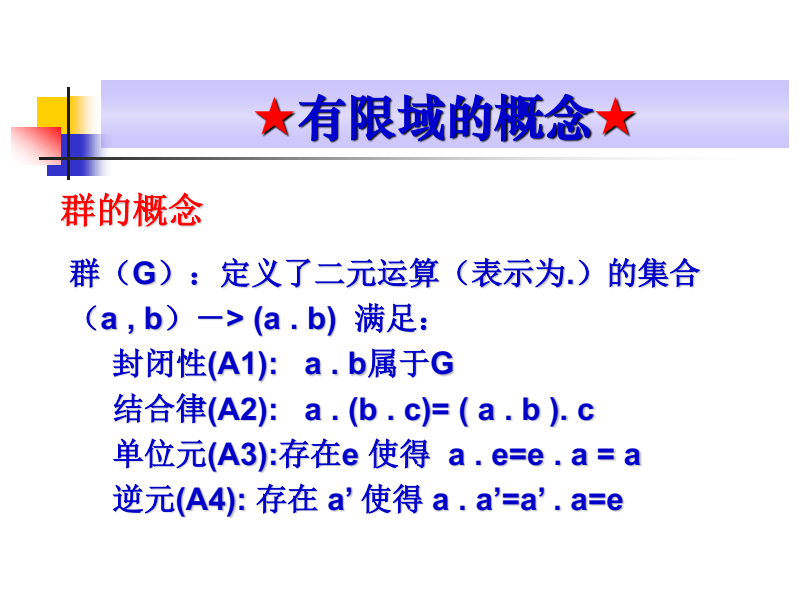 ★有限域的概念★
群的概念
群（G）：定义了二元运算（表示为.）的集合
（a , b）－> (a . b) 满足：
封闭性(A1): a . b属于G
结合律(A2): a . (b . c)= ( a . b ). c
单位元(A3):存在e 使得 a . e=e . a = a
逆元(A4): 存在 a’ 使得 a . a’=a’ . a=e